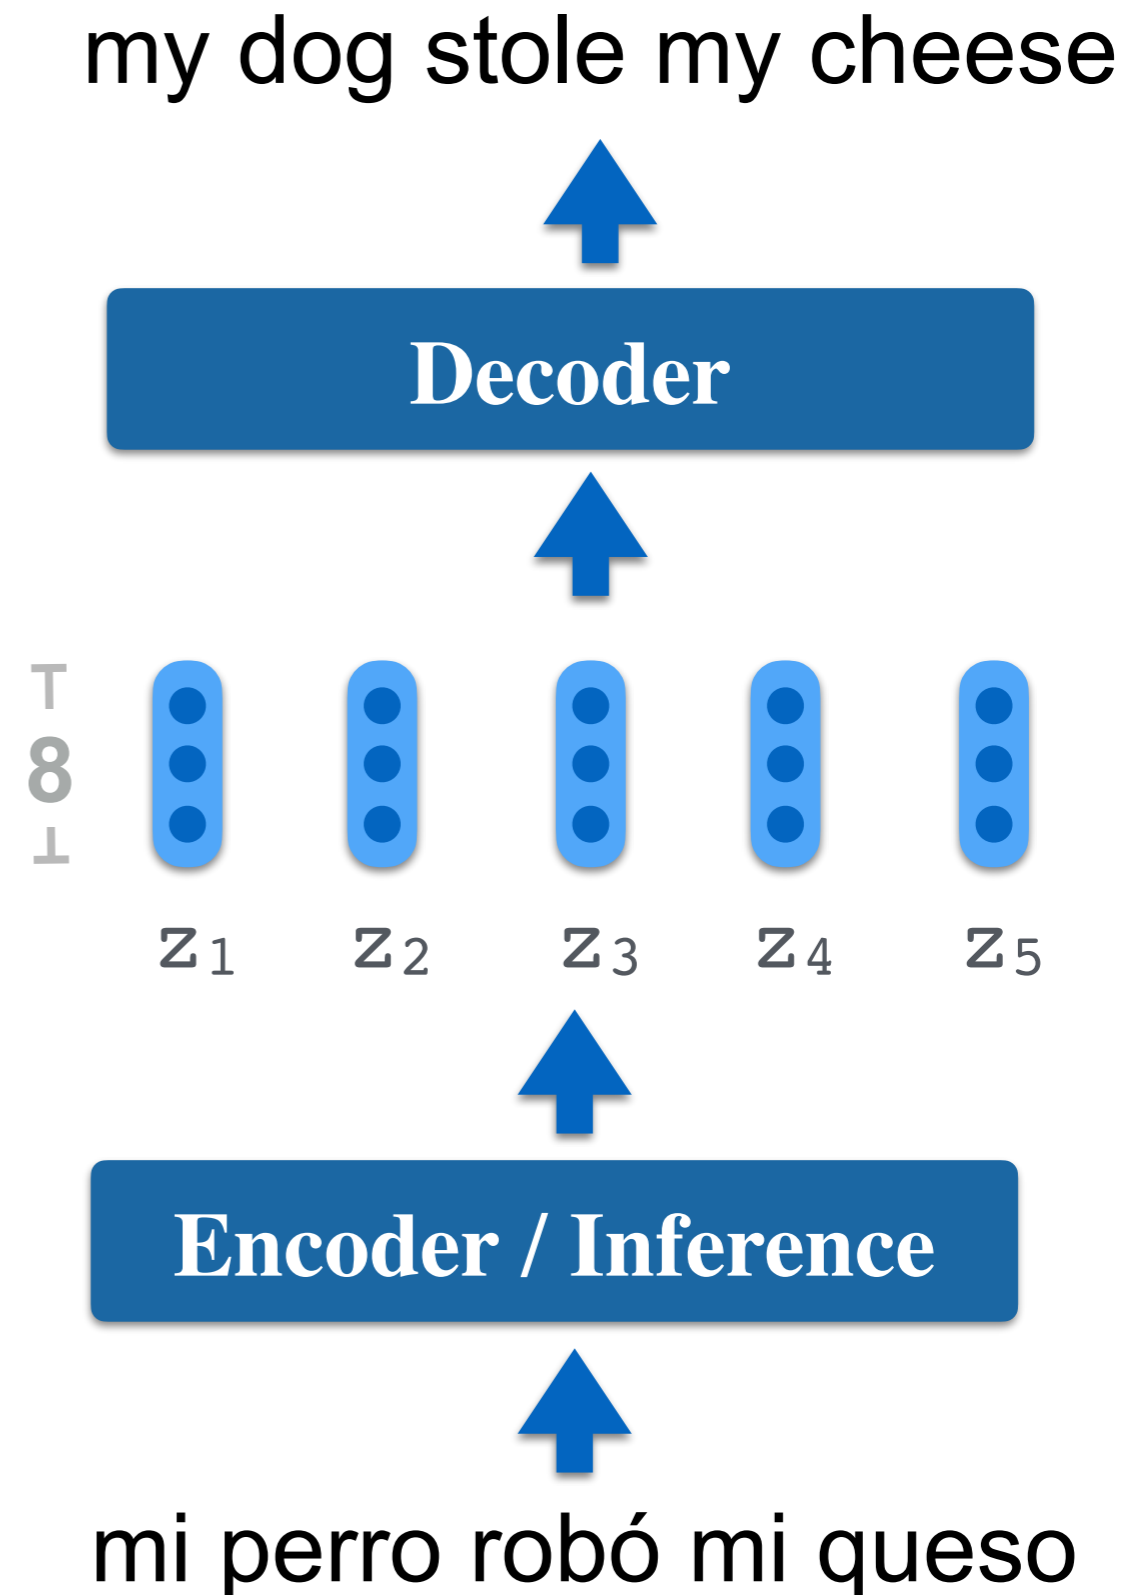 my dog stole my cheese
Decoder
8
z1 z2 z3 z4 z5
Encoder / Inference
mi perro robó mi queso